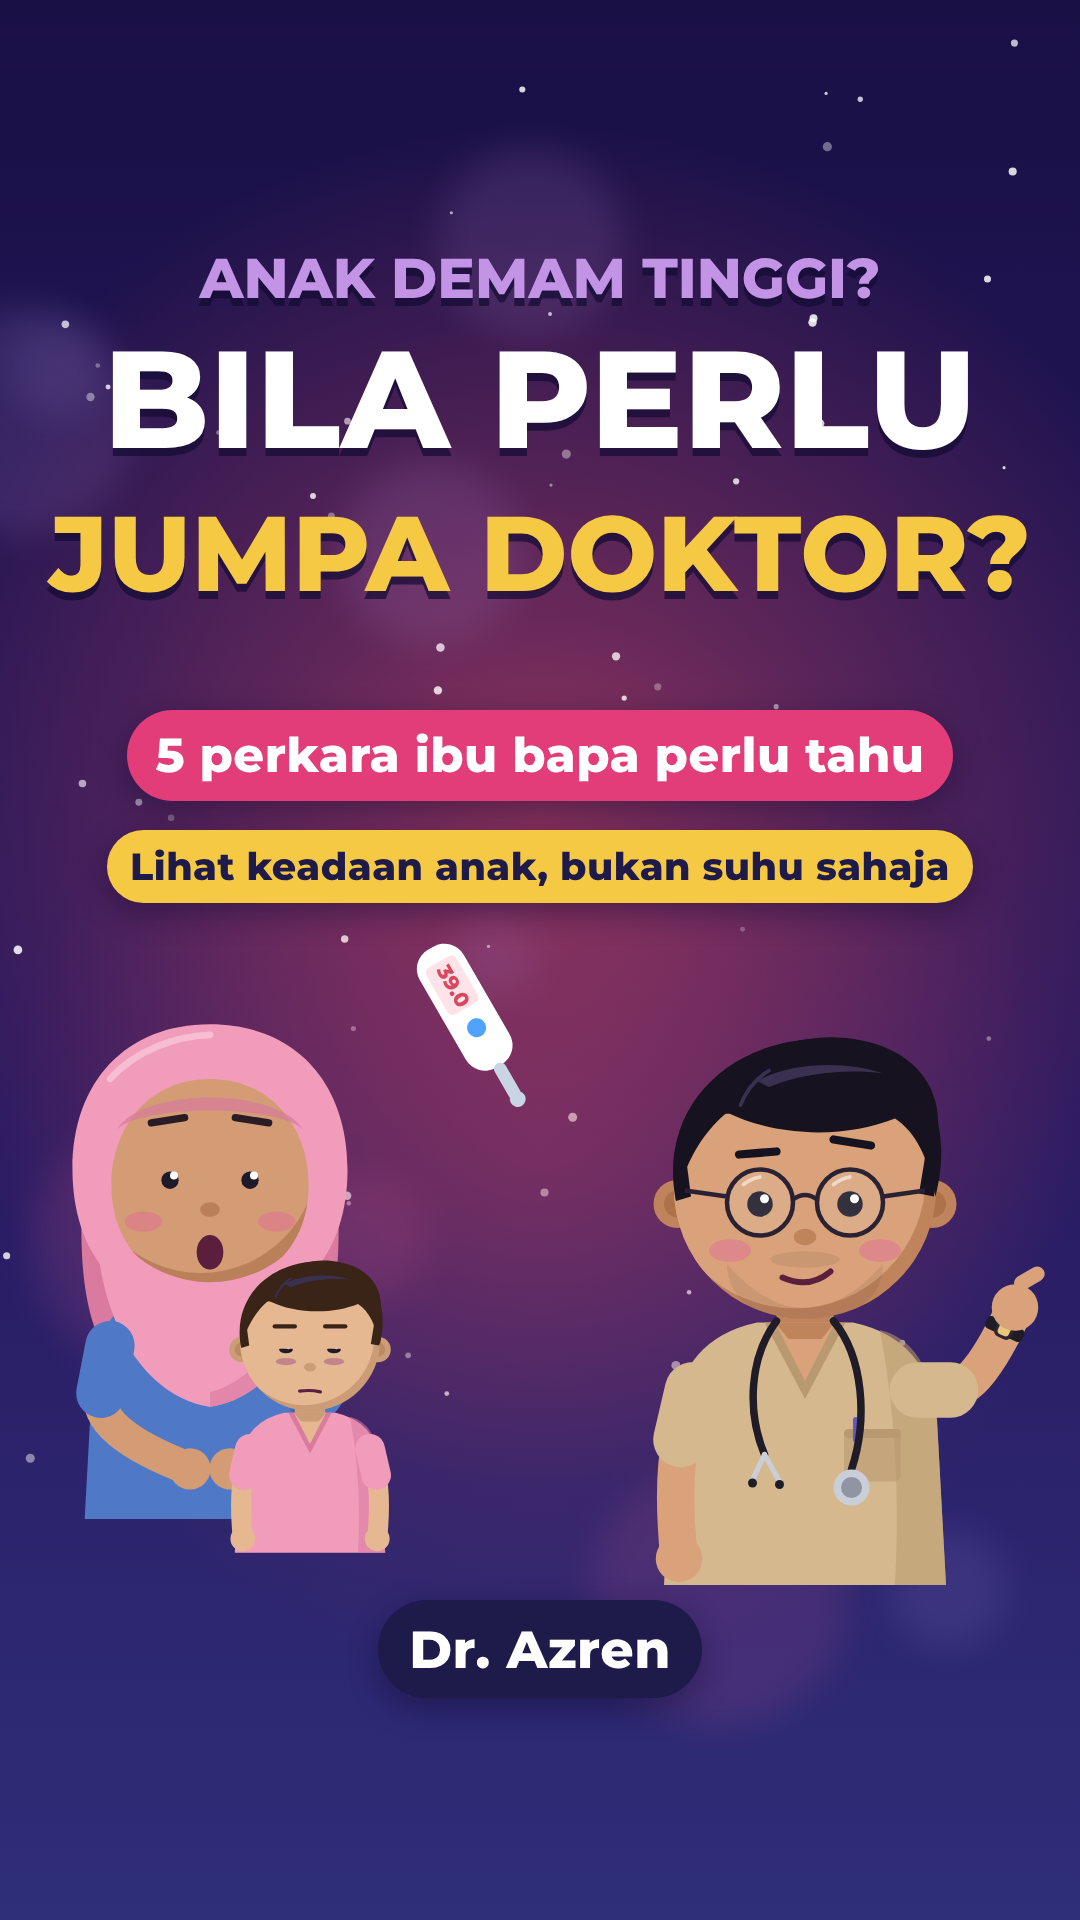 ANAK DEMAM TINGGI?
BILA PERLU
JUMPA DOKTOR?
5 perkara ibu bapa perlu tahu
Lihat keadaan anak, bukan suhu sahaja
39.0
Dr. Azren